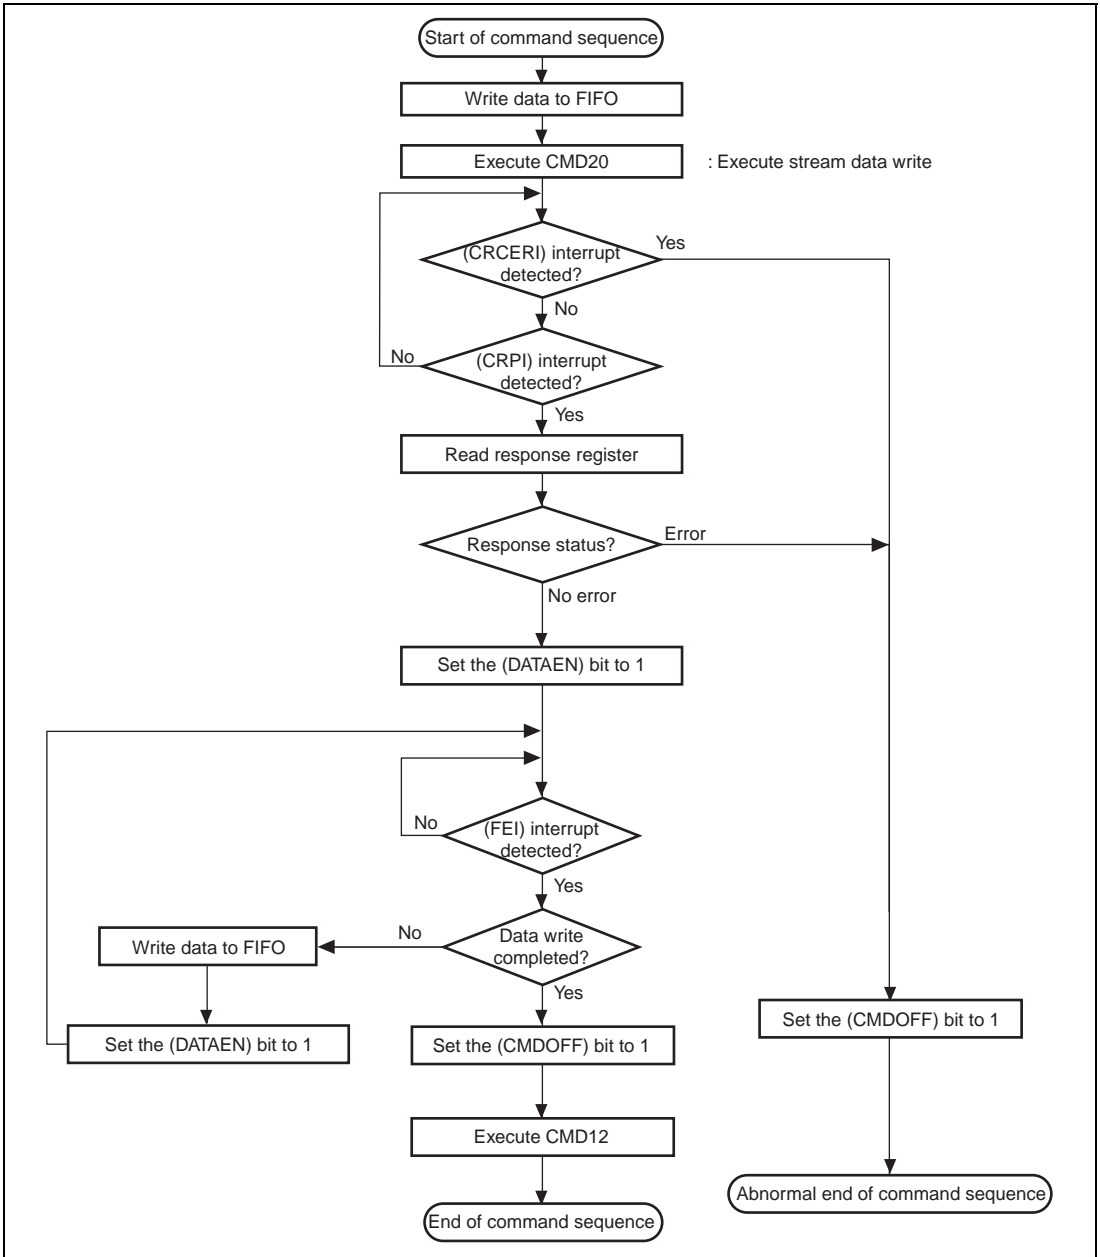 Start of command sequence
Write data to FIFO
Execute CMD20
: Execute stream data write
(CRCERI) interrupt
detected?
Yes
No
(CRPI) interrupt
detected?
No
Yes
Read response register
Response status?
Error
No error
Set the (DATAEN) bit to 1
(FEI) interrupt
detected?
No
Yes
Data write
completed?
No
Write data to FIFO
Yes
Set the (DATAEN) bit to 1
Set the (CMDOFF) bit to 1
Set the (CMDOFF) bit to 1
Execute CMD12
Abnormal end of command sequence
End of command sequence